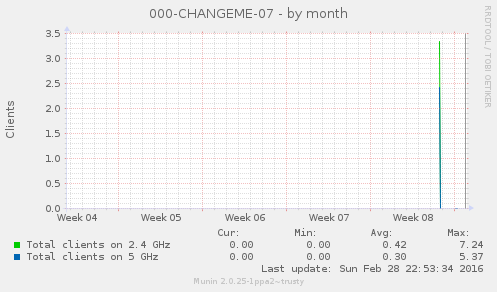 000-CHANGEME-07 - by month
RRDTOOL / TOBI OETIKER
Clients
3.5
3.0
2.5
2.0
1.5
1.0
0.5
0.0
Week 04 Week 05 Week 06 Week 07 Week 08
Cur: Min: Avg: Max:
Total clients on 2.4 GHz 0.00 0.00 0.42 7.24
Total clients on 5 GHz 0.00 0.00 0.30 5.37
Last update: Sun Feb 28 22:53:34 2016
Munin 2.0.25-1ppa2~trusty